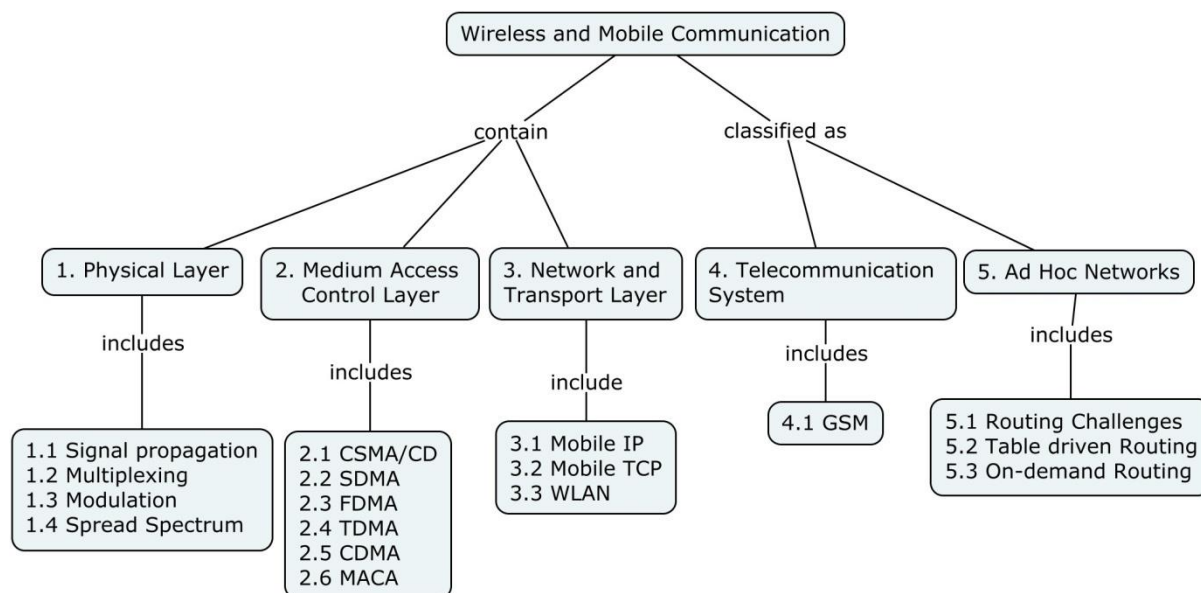 Wireless and Mobile Communication
contain
classified as
1. Physical Layer
2. Medium Access
Control Layer
3. Network and
Transport Layer
4. Telecommunication
System
5. Ad Hoc Networks
includes
includes
include
includes
includes
1.1 Signal propagation
1.2 Multiplexing
1.3 Modulation
1.4 Spread Spectrum
2.1 CSMA/CD
2.2 SDMA
2.3 FDMA
2.4 TDMA
2.5 CDMA
2.6 MACA
3.1 Mobile IP
3.2 Mobile TCP
3.3 WLAN
4.1 GSM
5.1 Routing Challenges
5.2 Table driven Routing
5.3 On-demand Routing